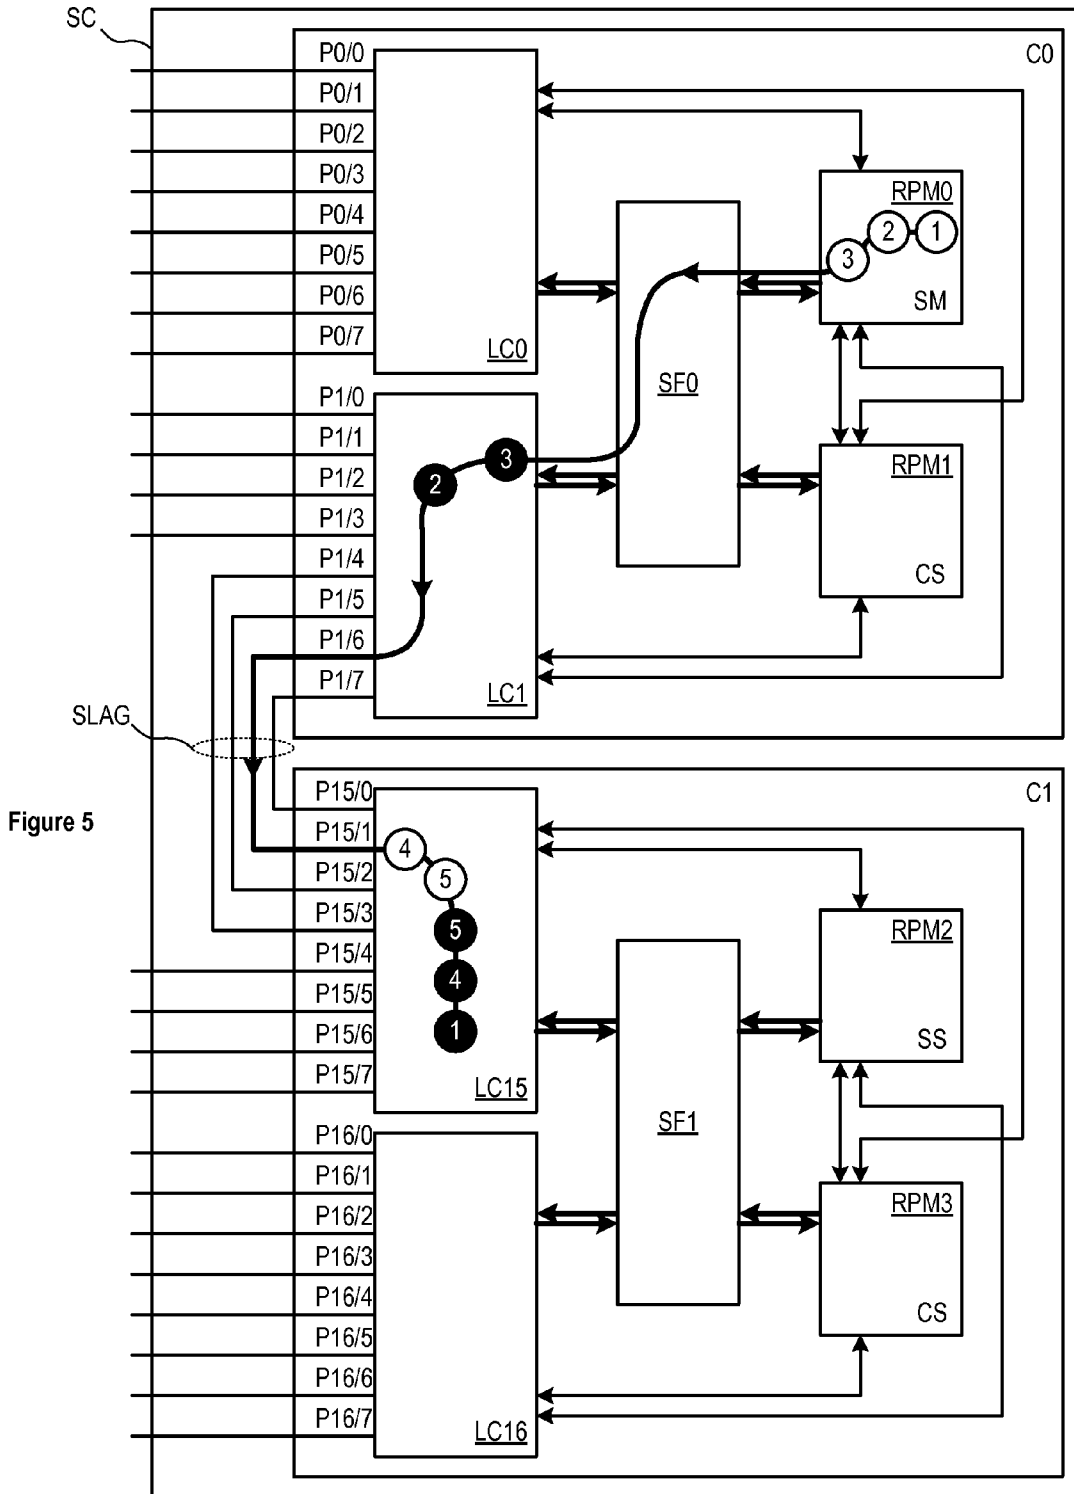 SC
C0
P0/0
P0/1
P0/2
P0/3
P0/4
P0/5
P0/6
P0/7
LC0
RPM0
1
2
3
SM
SF0
P1/0
P1/1
P1/2
P1/3
P1/4
P1/5
P1/6
P1/7
3
2
LC1
RPM1
CS
SLAG
Figure 5
C1
P15/0
P15/1
P15/2
P15/3
P15/4
P15/5
P15/6
P15/7
4
5
5
4
1
LC15
RPM2
SS
SF1
P16/0
P16/1
P16/2
P16/3
P16/4
P16/5
P16/6
P16/7
LC16
RPM3
CS